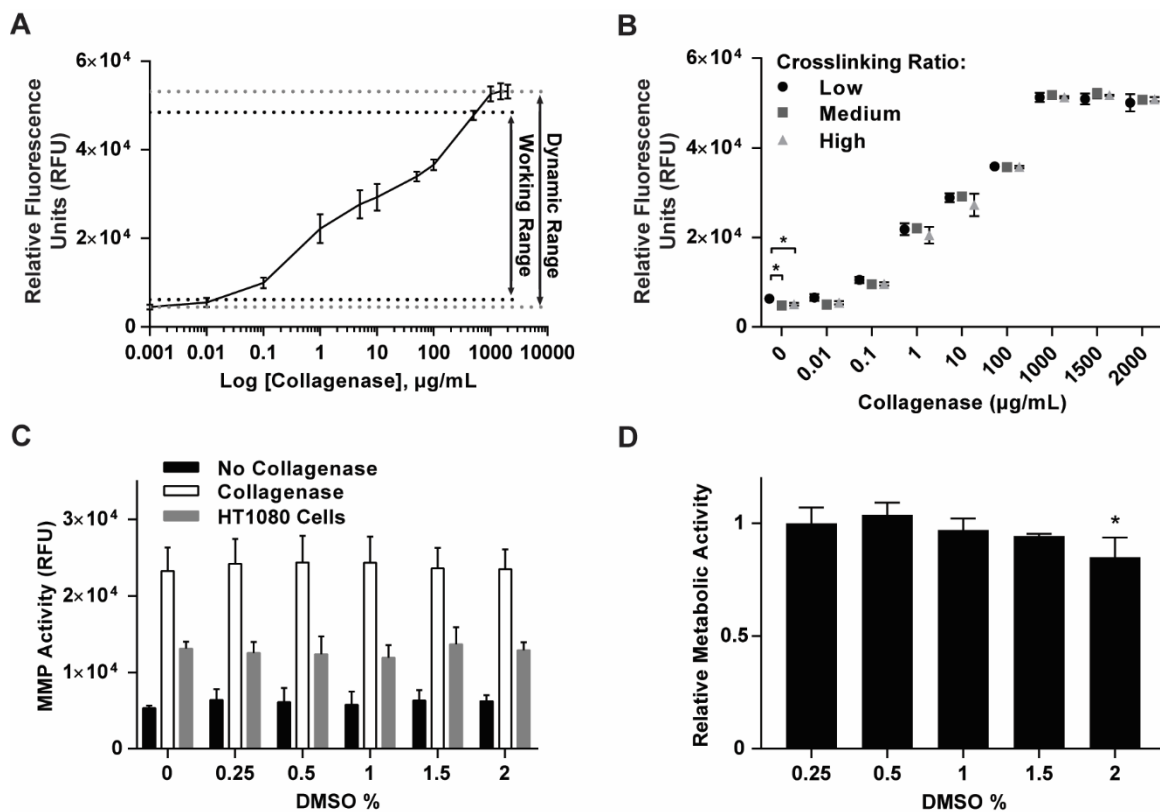 A
Relative Fluorescence
Units (RFU)
6×10⁴
4×10⁴
2×10⁴
0
0.001 0.01 0.1 1 10 100 1000 10000
Log [Collagenase], µg/mL
Working Range
Dynamic Range
B
Relative Fluorescence
Units (RFU)
6×10⁴
4×10⁴
2×10⁴
0
Crosslinking Ratio:
Low
Medium
High
*
*
0 0.01 0.1 1 10 100 1000 1500 2000
Collagenase (µg/mL)
C
No Collagenase
Collagenase
HT1080 Cells
MMP Activity (RFU)
3×10⁴
2×10⁴
1×10⁴
0
0 0.25 0.5 1 1.5 2
DMSO %
D
Relative Metabolic Activity
1
0.5
0
*
0.25 0.5 1 1.5 2
DMSO %